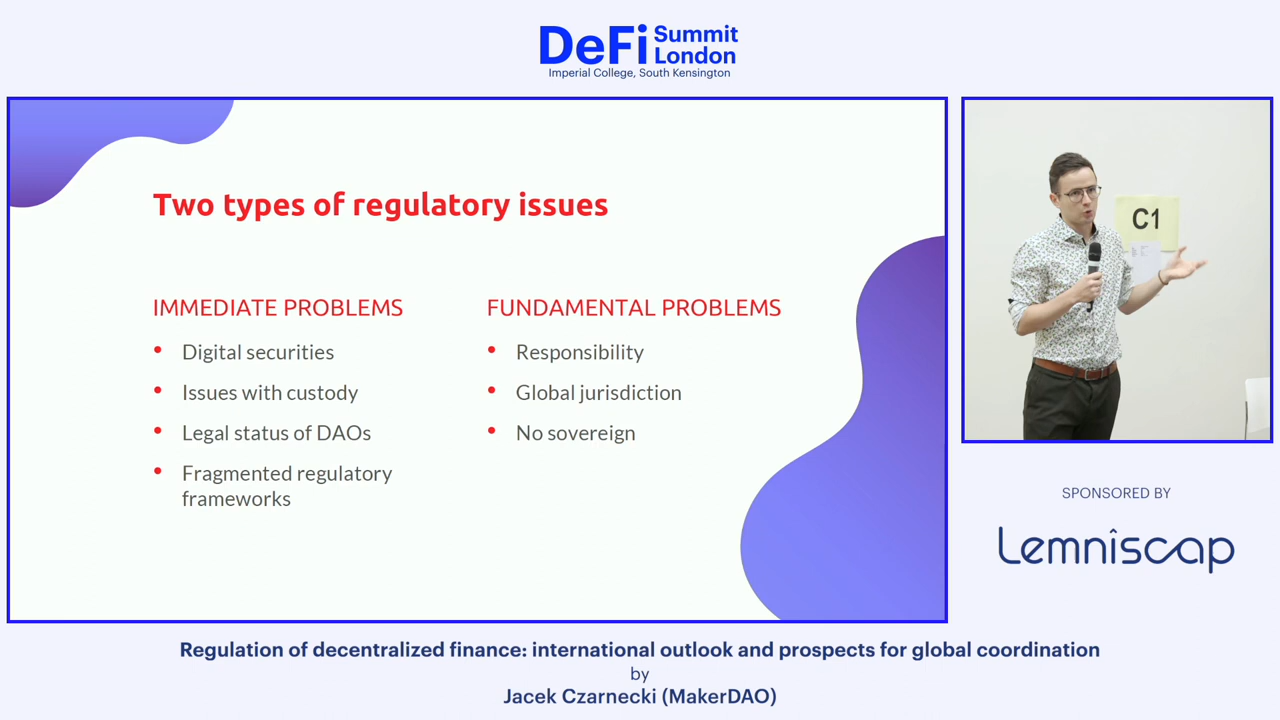 DeFi Summit London
Imperial College, South Kensington
Two types of regulatory issues
IMMEDIATE PROBLEMS
• Digital securities
• Issues with custody
• Legal status of DAOs
• Fragmented regulatory
frameworks
FUNDAMENTAL PROBLEMS
• Responsibility
• Global jurisdiction
• No sovereign
C1
SPONSORED BY
Lemniscap
Regulation of decentralized finance: international outlook and prospects for global coordination
by
Jacek Czarnecki (MakerDAO)